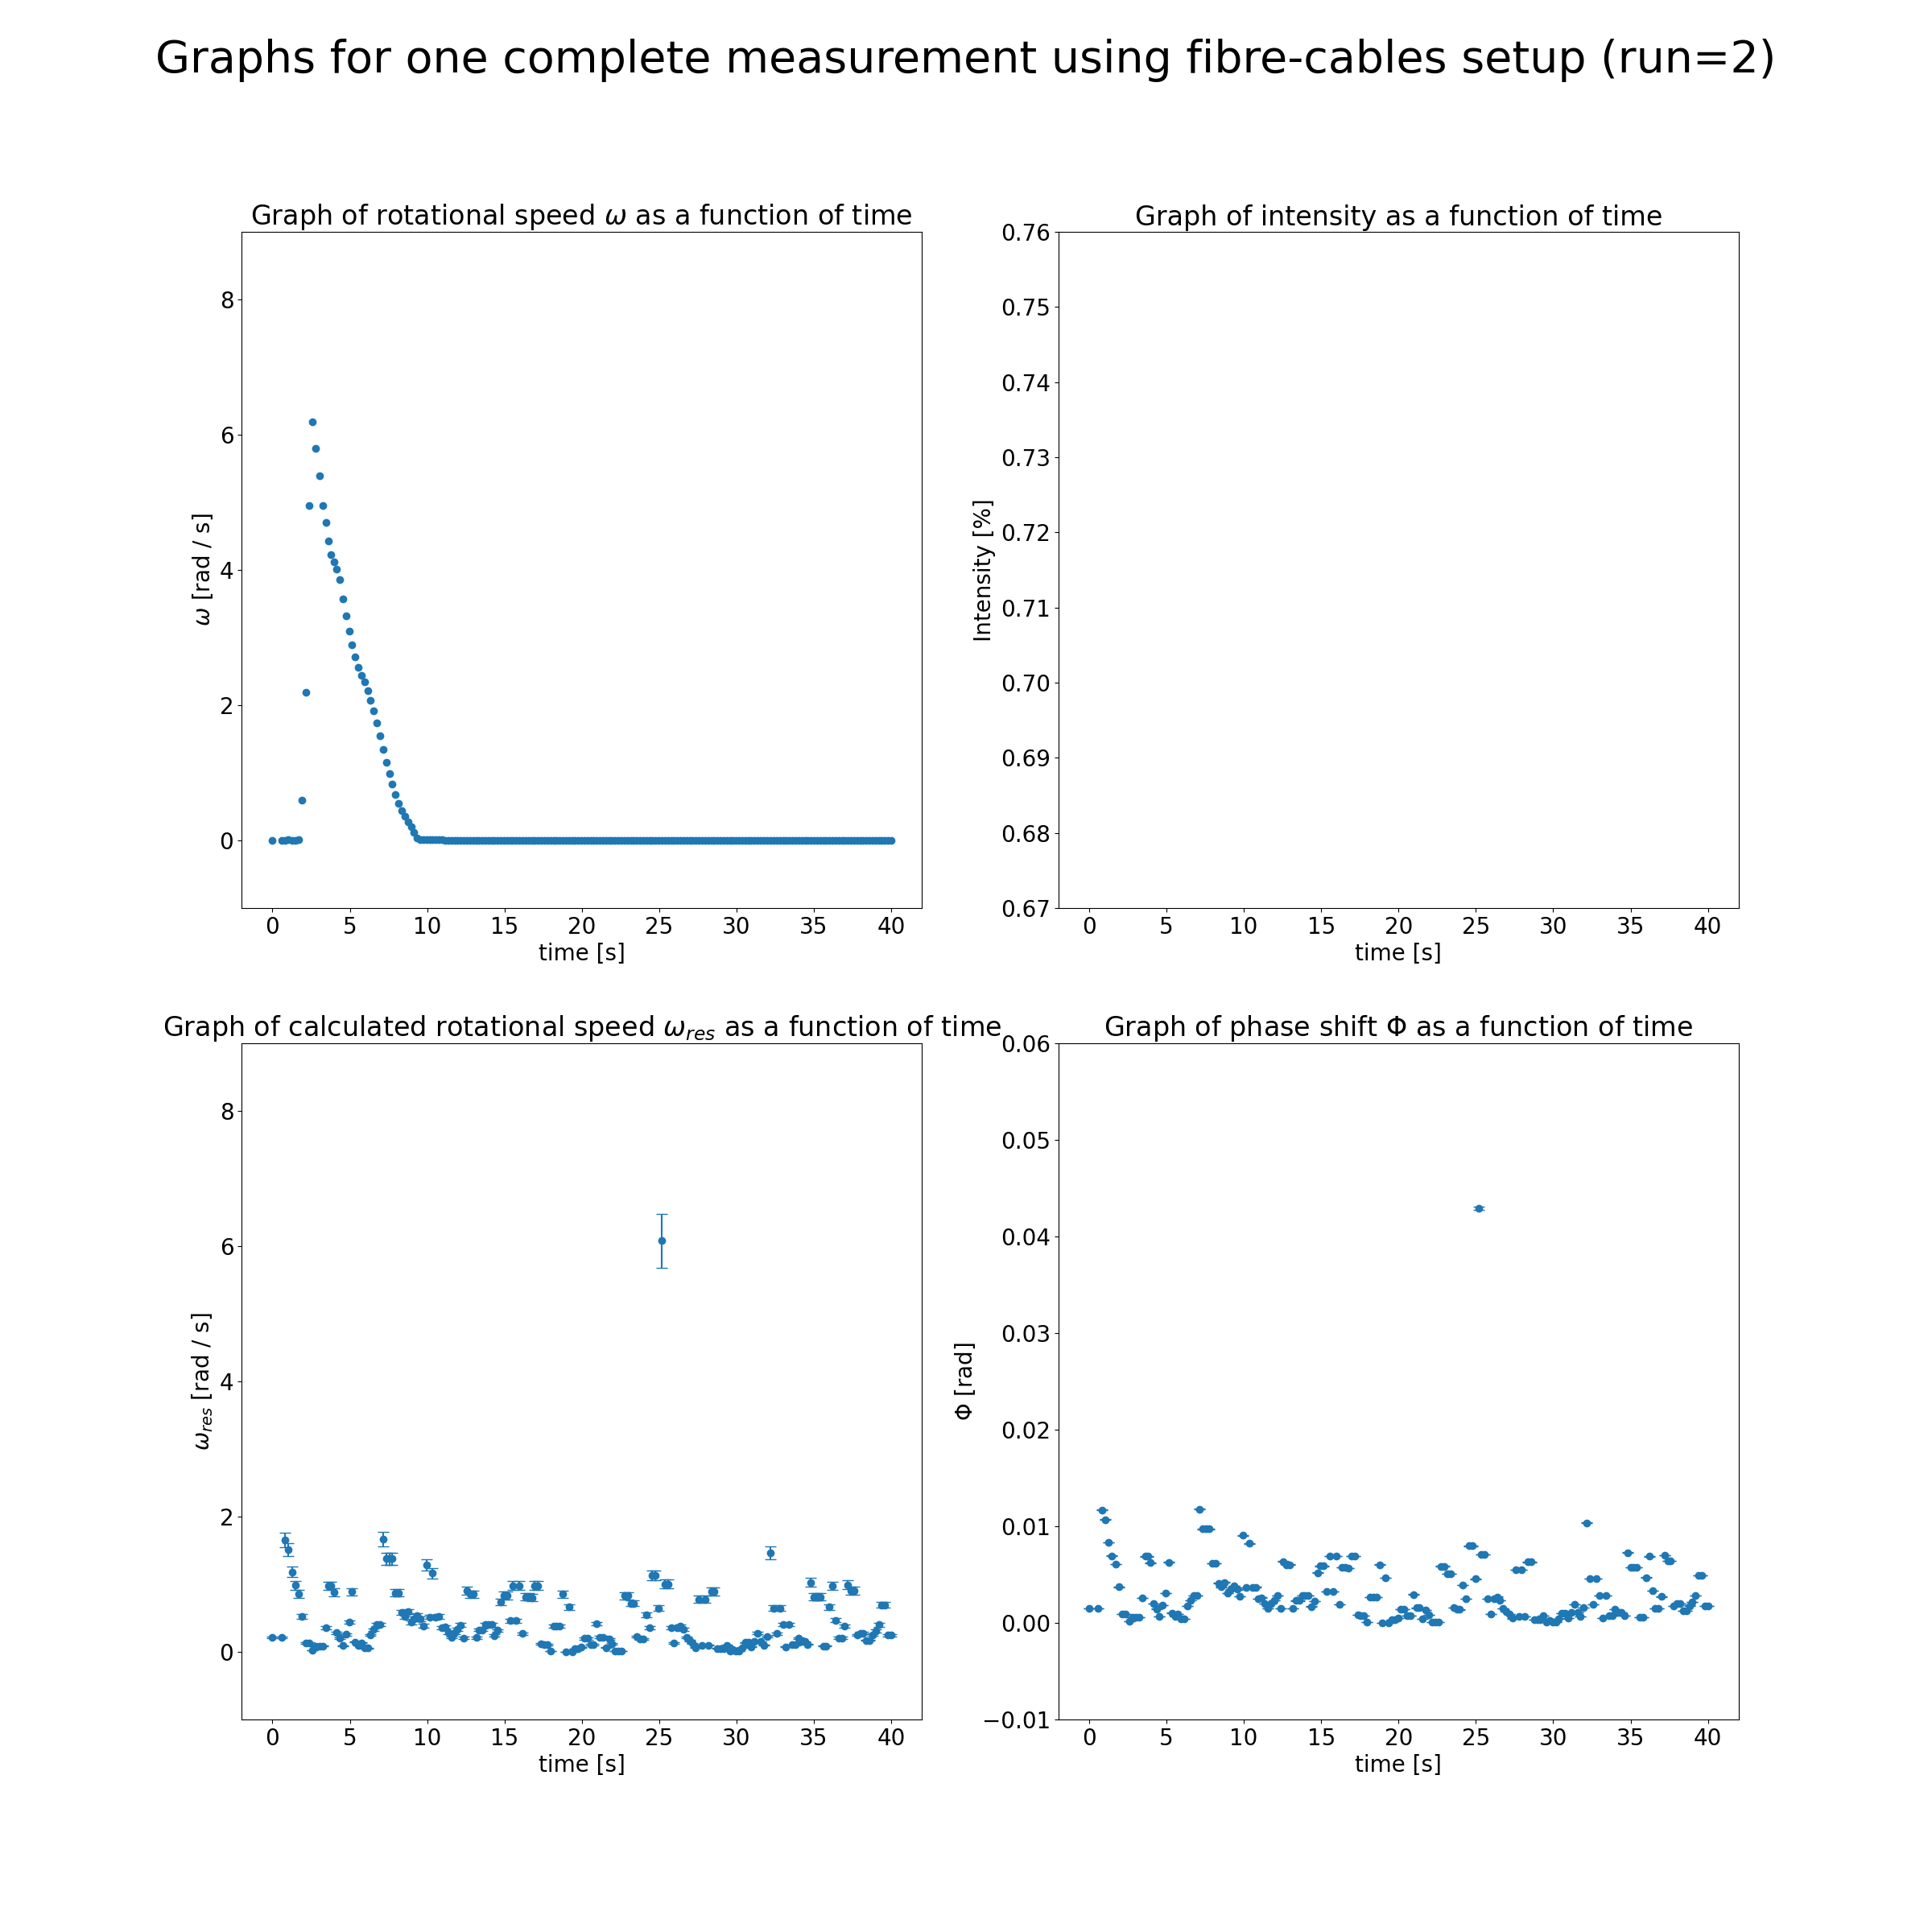 Graphs for one complete measurement using fibre-cables setup (run=2)
Graph of rotational speed ω as a function of time
8
6
4
2
0
ω [rad / s]
0 5 10 15 20 25 30 35 40
time [s]
Graph of intensity as a function of time
0.76
0.75
0.74
0.73
0.72
0.71
0.70
0.69
0.68
0.67
Intensity [%]
0 5 10 15 20 25 30 35 40
time [s]
Graph of calculated rotational speed ω_res as a function of time
8
6
4
2
0
ω_res [rad / s]
0 5 10 15 20 25 30 35 40
time [s]
Graph of phase shift Φ as a function of time
0.06
0.05
0.04
0.03
0.02
0.01
0.00
−0.01
Φ [rad]
0 5 10 15 20 25 30 35 40
time [s]